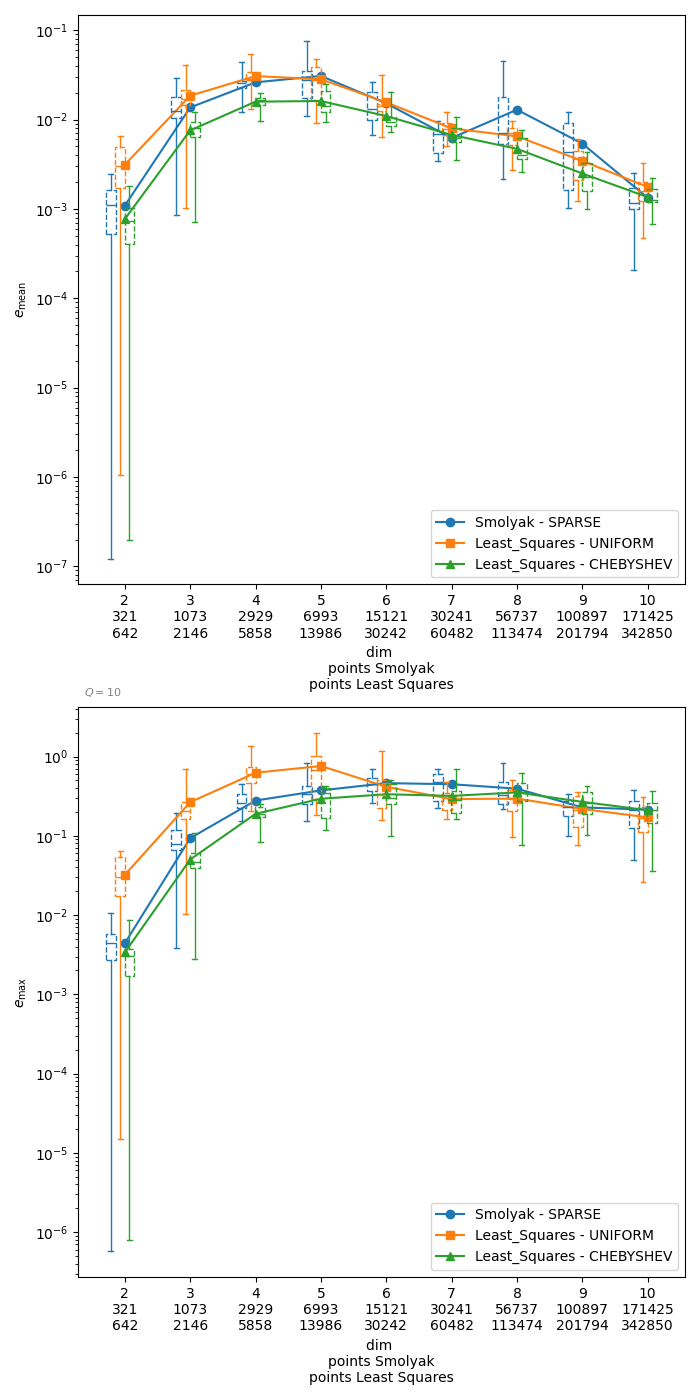 10⁻¹
10⁻²
10⁻³
10⁻⁴
10⁻⁵
10⁻⁶
10⁻⁷
e_mean
Smolyak - SPARSE
Least_Squares - UNIFORM
Least_Squares - CHEBYSHEV
2 3 4 5 6 7 8 9 10
321 1073 2929 6993 15121 30241 56737 100897 171425
642 2146 5858 13986 30242 60482 113474 201794 342850
dim
points Smolyak
points Least Squares
Q = 10
10⁰
10⁻¹
10⁻²
10⁻³
10⁻⁴
10⁻⁵
10⁻⁶
e_max
Smolyak - SPARSE
Least_Squares - UNIFORM
Least_Squares - CHEBYSHEV
2 3 4 5 6 7 8 9 10
321 1073 2929 6993 15121 30241 56737 100897 171425
642 2146 5858 13986 30242 60482 113474 201794 342850
dim
points Smolyak
points Least Squares